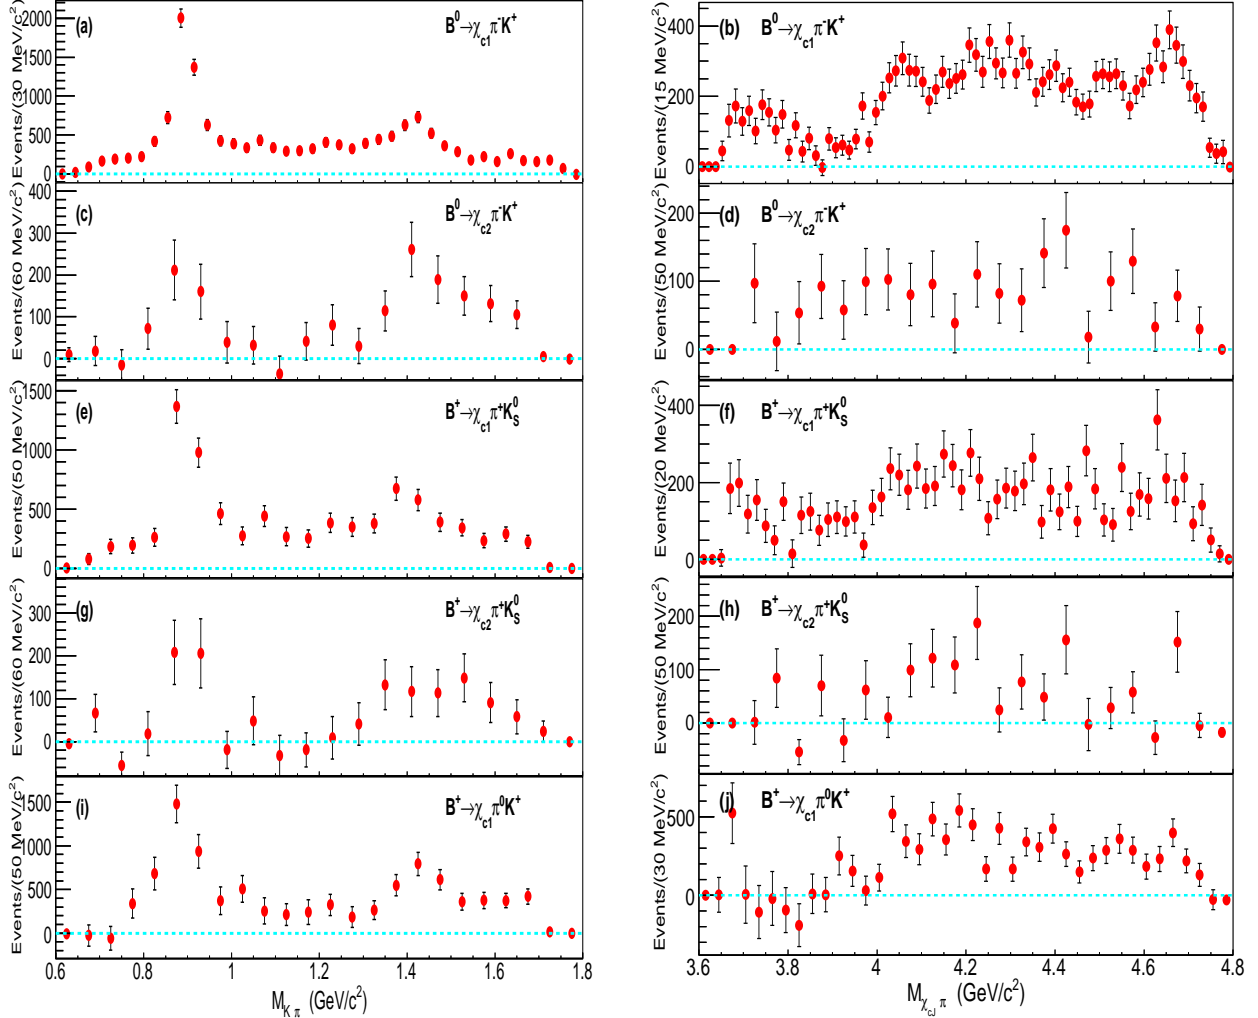 (a) B⁰→χc1π⁻K⁺
Events/(30 MeV/c²)
2000
1500
1000
500
0
(b) B⁰→χc1π⁻K⁺
Events/(15 MeV/c²)
400
200
0
(c) B⁰→χc2π⁻K⁺
Events/(60 MeV/c²)
400
300
200
100
0
(d) B⁰→χc2π⁻K⁺
Events/(50 MeV/c²)
200
100
0
(e) B⁺→χc1π⁺K⁰S
Events/(50 MeV/c²)
1500
1000
500
0
(f) B⁺→χc1π⁺K⁰S
Events/(20 MeV/c²)
400
200
0
(g) B⁺→χc2π⁺K⁰S
Events/(60 MeV/c²)
300
200
100
0
(h) B⁺→χc2π⁺K⁰S
Events/(50 MeV/c²)
200
100
0
(i) B⁺→χc1π⁰K⁺
Events/(50 MeV/c²)
1500
1000
500
0
(j) B⁺→χc1π⁰K⁺
Events/(30 MeV/c²)
500
0
0.6 0.8 1 1.2 1.4 1.6 1.8
M K π (GeV/c²)
3.6 3.8 4 4.2 4.4 4.6 4.8
M χcJ π (GeV/c²)